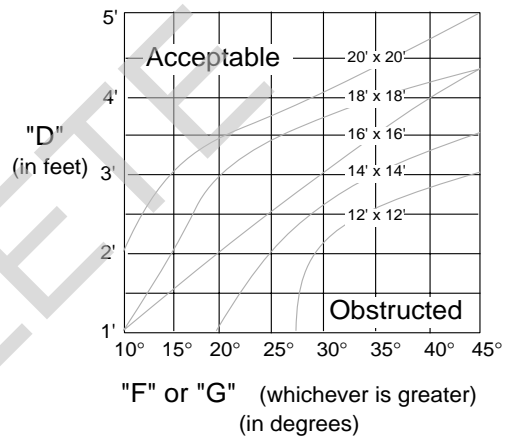 5'
Acceptable
20' x 20'
4'
18' x 18'
"D"
16' x 16'
(in feet)
3'
14' x 14'
12' x 12'
2'
Obstructed
1'
10° 15° 20° 25° 30° 35° 40° 45°
"F" or "G" (whichever is greater)
(in degrees)
ETE